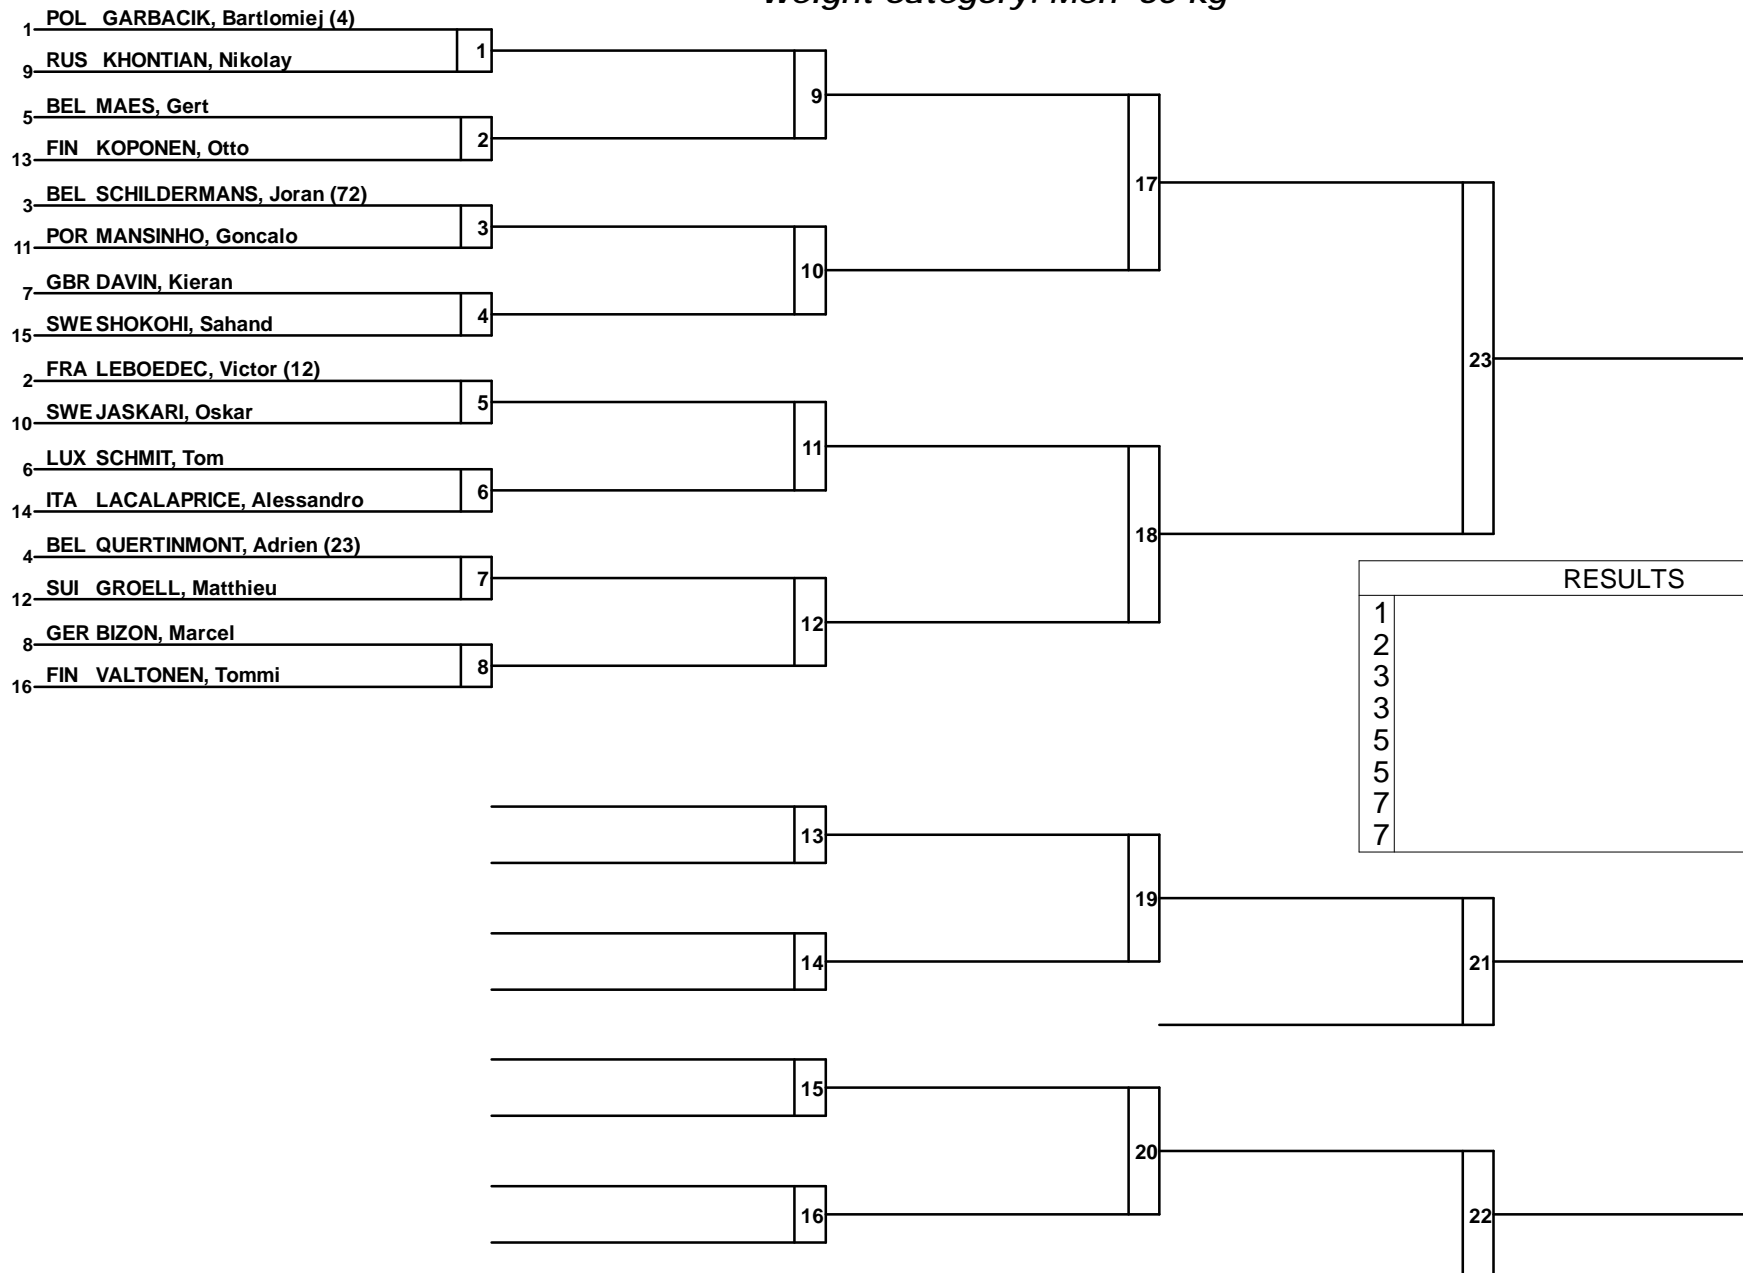 1 POL GARBACIK, Bartlomiej (4)
1
9 RUS KHONTIAN, Nikolay
5 BEL MAES, Gert
2
13 FIN KOPONEN, Otto
3 BEL SCHILDERMANS, Joran (72)
3
11 POR MANSINHO, Goncalo
7 GBR DAVIN, Kieran
4
15 SWE SHOKOHI, Sahand
2 FRA LEBOEDEC, Victor (12)
5
10 SWE JASKARI, Oskar
6 LUX SCHMIT, Tom
6
14 ITA LACALAPRICE, Alessandro
4 BEL QUERTINMONT, Adrien (23)
7
12 SUI GROELL, Matthieu
8 GER BIZON, Marcel
8
16 FIN VALTONEN, Tommi
9
10
11
12
17
18
23
RESULTS
1
2
3
3
5
5
7
7
13
14
15
16
19
20
21
22